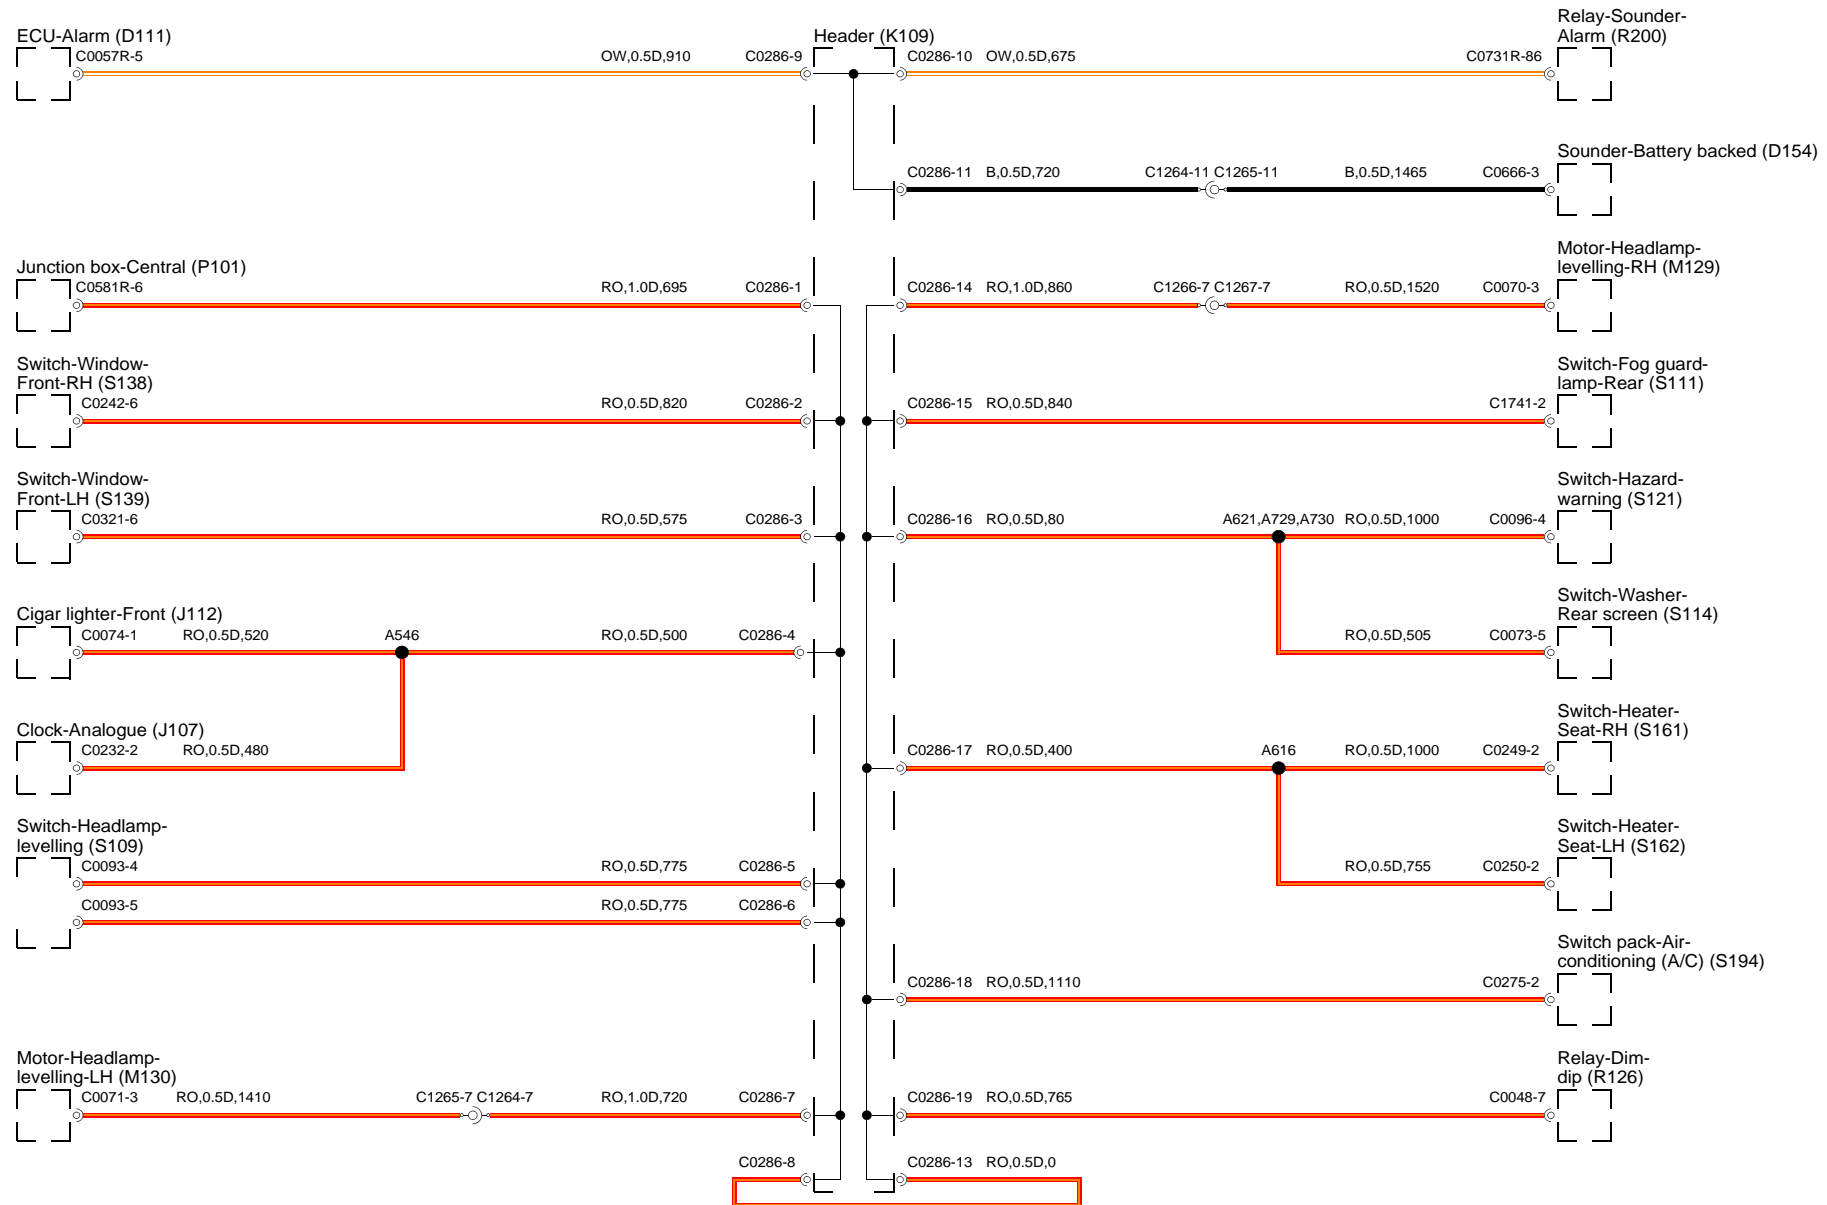 ECU-Alarm (D111)
C0057R-5 OW,0.5D,910 C0286-9
Header (K109)
C0286-10 OW,0.5D,675 C0731R-86
Relay-Sounder-
Alarm (R200)
Sounder-Battery backed (D154)
C0286-11 B,0.5D,720 C1264-11 C1265-11 B,0.5D,1465 C0666-3
Junction box-Central (P101)
C0581R-6 RO,1.0D,695 C0286-1
Motor-Headlamp-
levelling-RH (M129)
C0286-14 RO,1.0D,860 C1266-7 C1267-7 RO,0.5D,1520 C0070-3
Switch-Window-
Front-RH (S138)
C0242-6 RO,0.5D,820 C0286-2
Switch-Fog guard-
lamp-Rear (S111)
C0286-15 RO,0.5D,840 C1741-2
Switch-Window-
Front-LH (S139)
C0321-6 RO,0.5D,575 C0286-3
Switch-Hazard-
warning (S121)
C0286-16 RO,0.5D,80 A621,A729,A730 RO,0.5D,1000 C0096-4
Cigar lighter-Front (J112)
C0074-1 RO,0.5D,520 A546 RO,0.5D,500 C0286-4
Switch-Washer-
Rear screen (S114)
RO,0.5D,505 C0073-5
Clock-Analogue (J107)
C0232-2 RO,0.5D,480
Switch-Heater-
Seat-RH (S161)
C0286-17 RO,0.5D,400 A616 RO,0.5D,1000 C0249-2
Switch-Headlamp-
levelling (S109)
C0093-4 RO,0.5D,775 C0286-5
C0093-5 RO,0.5D,775 C0286-6
Switch-Heater-
Seat-LH (S162)
RO,0.5D,755 C0250-2
Switch pack-Air-
conditioning (A/C) (S194)
C0286-18 RO,0.5D,1110 C0275-2
Motor-Headlamp-
levelling-LH (M130)
C0071-3 RO,0.5D,1410 C1265-7 C1264-7 RO,1.0D,720 C0286-7
Relay-Dim-
dip (R126)
C0286-19 RO,0.5D,765 C0048-7
C0286-8
C0286-13 RO,0.5D,0